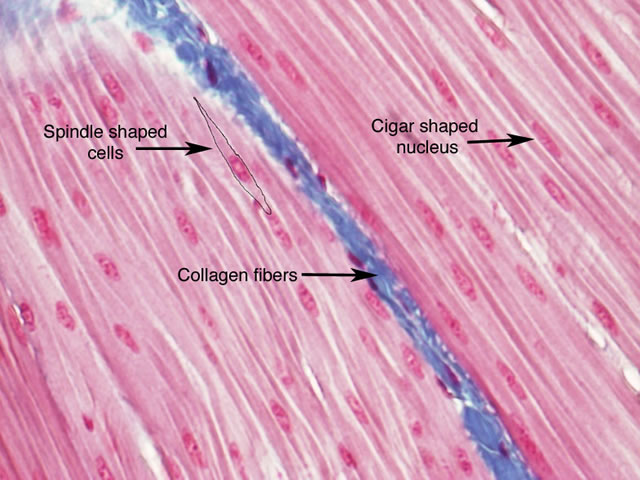 Spindle shaped
cells
Cigar shaped
nucleus
Collagen fibers